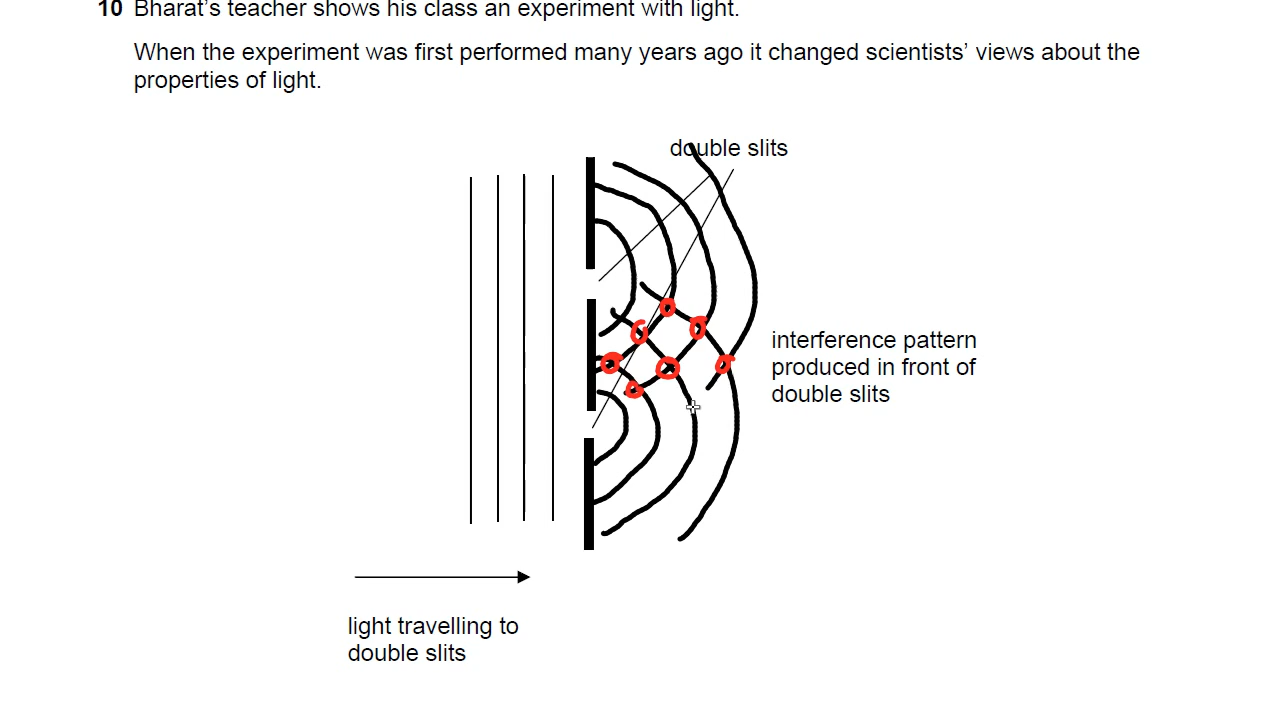 10 Bharat's teacher shows his class an experiment with light.
When the experiment was first performed many years ago it changed scientists' views about the
properties of light.
double slits
interference pattern
produced in front of
double slits
light travelling to
double slits